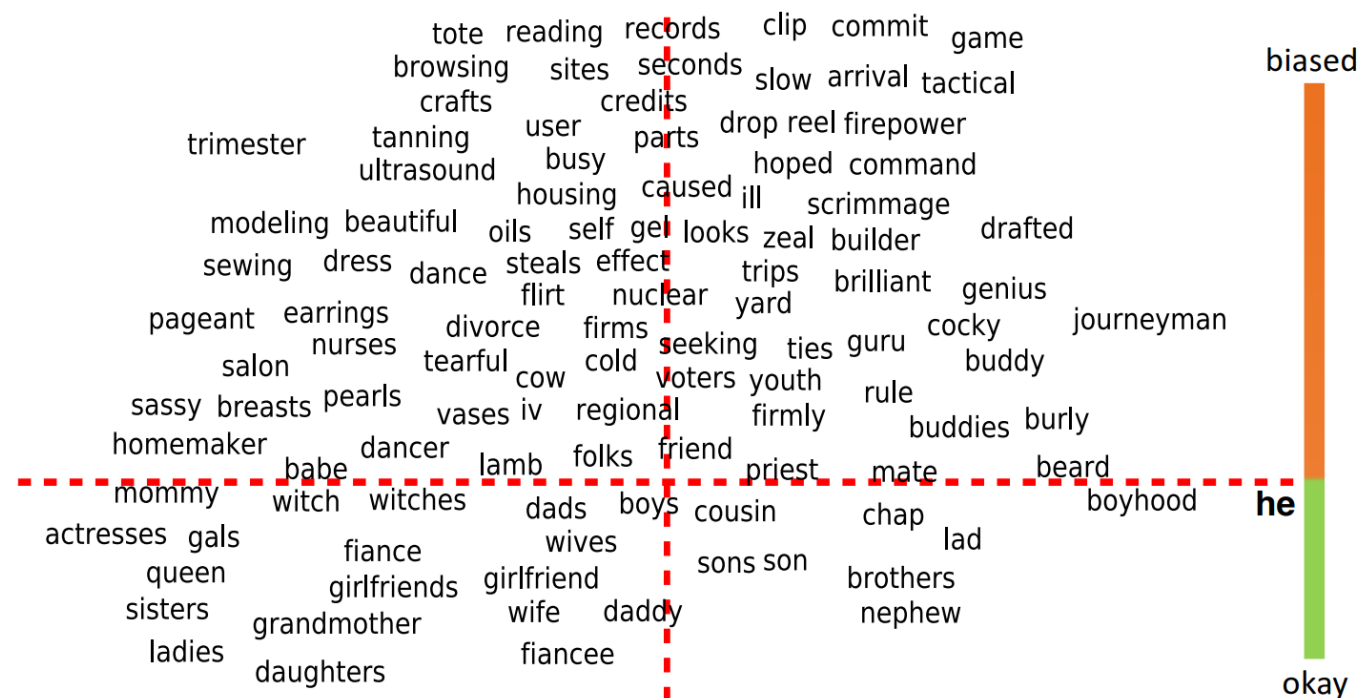 tote reading records clip commit game
biased
browsing sites seconds slow arrival tactical
crafts credits
trimester tanning user parts drop reel firepower
ultrasound busy hoped command
housing caused ill scrimmage
modeling beautiful oils self gel looks zeal builder drafted
sewing dress dance steals effect trips brilliant genius
flirt nuclear yard
pageant earrings divorce firms cocky journeyman
nurses tearful cold seeking ties guru buddy
salon cow voters youth rule
sassy breasts pearls vases iv regional firmly buddies burly
homemaker dancer lamb folks friend
babe priest mate beard
mommy witch witches dads boys cousin chap boyhood he
actresses gals fiance wives lad
queen girlfriends girlfriend sons son brothers
sisters grandmother wife daddy nephew
ladies daughters fiancee
okay